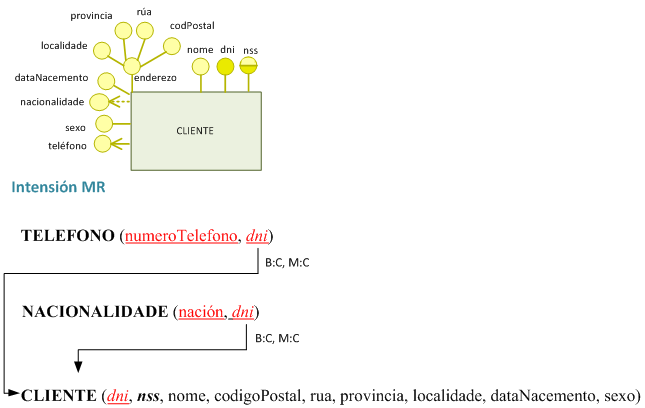 provincia
rúa
codPostal
localidade
nome dni nss
dataNacemento
enderezo
nacionalidade
CLIENTE
sexo
teléfono
Intensión MR
TELEFONO (numeroTelefono, dni)
B:C, M:C
NACIONALIDADE (nación, dni)
B:C, M:C
CLIENTE (dni, nss, nome, codigoPostal, rua, provincia, localidade, dataNacemento, sexo)